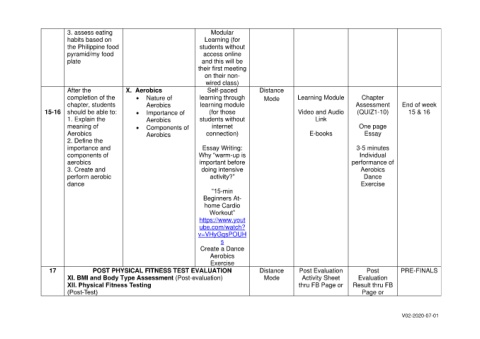 3. assess eating
habits based on
the Philippine food
pyramid/my food
plate
Modular
Learning (for
students without
access online
and this will be
their first meeting
on their non-
wired class)
15-16
After the
completion of the
chapter, students
should be able to:
1. Explain the
meaning of
Aerobics
2. Define the
importance and
components of
aerobics
3. Create and
perform aerobic
dance
X. Aerobics
• Nature of
Aerobics
• Importance of
Aerobics
• Components of
Aerobics
Self-paced
learning through
learning module
(for those
students without
internet
connection)
Essay Writing:
Why “warm-up is
important before
doing intensive
activity?”
“15-min
Beginners At-
home Cardio
Workout”
https://www.yout
ube.com/watch?
v=VHyGqsPOUH
s
Create a Dance
Aerobics
Exercise
Distance
Mode
Learning Module
Video and Audio
Link
E-books
Chapter
Assessment
(QUIZ1-10)
One page
Essay
3-5 minutes
Individual
performance of
Aerobics
Dance
Exercise
End of week
15 & 16
17
POST PHYSICAL FITNESS TEST EVALUATION
XI. BMI and Body Type Assessment (Post-evaluation)
XII. Physical Fitness Testing
(Post-Test)
Distance
Mode
Post Evaluation
Activity Sheet
thru FB Page or
Post
Evaluation
Result thru FB
Page or
PRE-FINALS
V02-2020-07-01